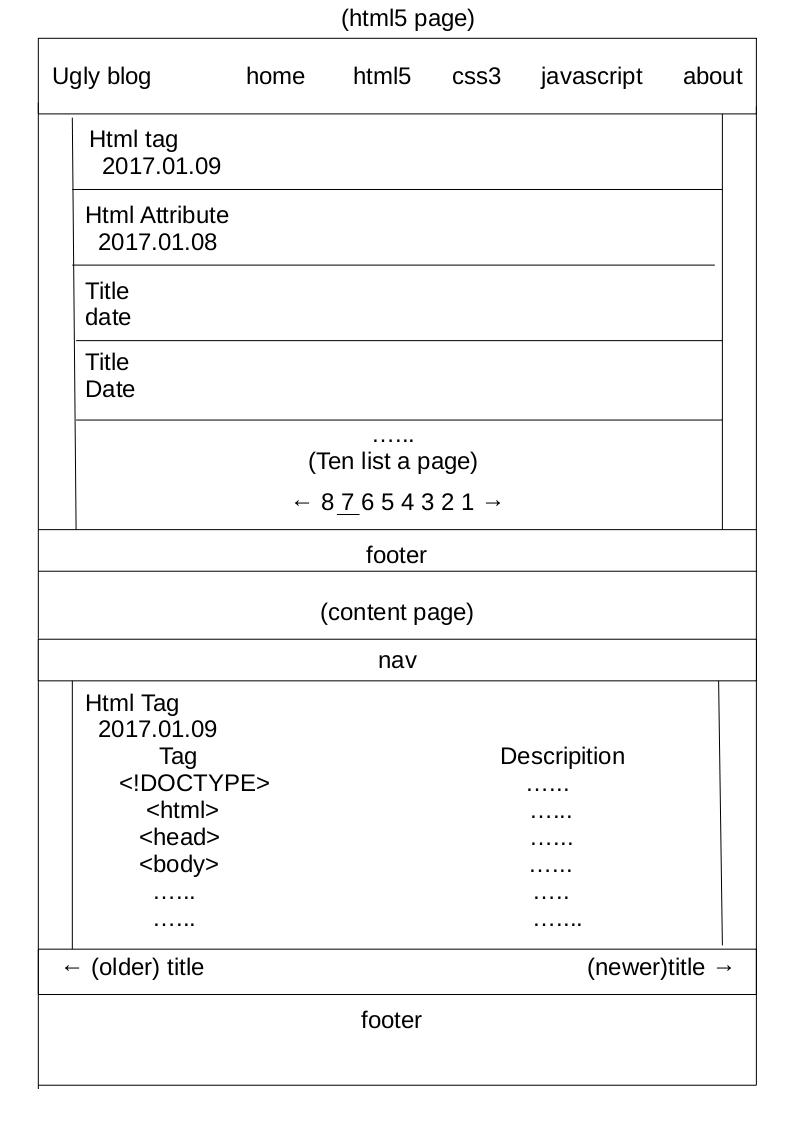 (html5 page)
Ugly blog home html5 css3 javascript about
Html tag
2017.01.09
Html Attribute
2017.01.08
Title
date
Title
Date
…...
(Ten list a page)
← 8 7 6 5 4 3 2 1 →
footer
(content page)
nav
Html Tag
2017.01.09
Tag Descripition
<!DOCTYPE> …...
<html> …...
<head> …...
<body> …...
…... …..
…... …....
← (older) title (newer)title →
footer